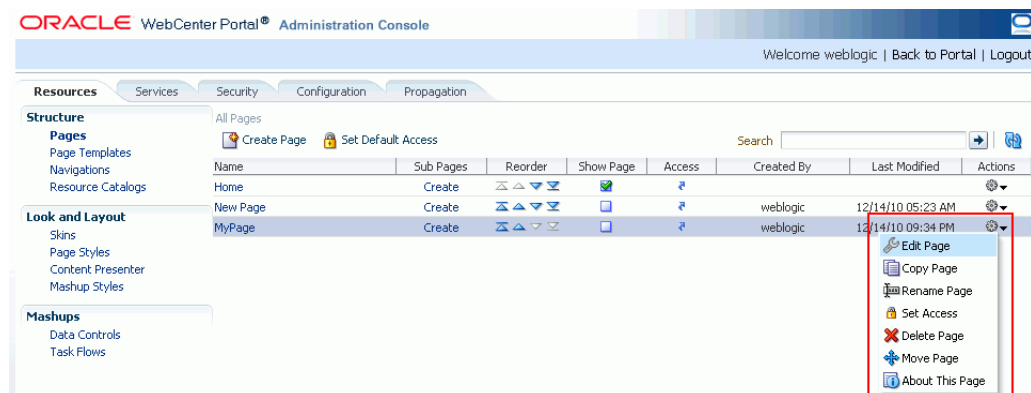 ORACLE WebCenter Portal® Administration Console
Welcome weblogic | Back to Portal | Logout
Resources Services Security Configuration Propagation
Structure
Pages
Page Templates
Navigations
Resource Catalogs
Look and Layout
Skins
Page Styles
Content Presenter
Mashup Styles
Mashups
Data Controls
Task Flows
All Pages
Create Page Set Default Access Search
Name Sub Pages Reorder Show Page Access Created By Last Modified Actions
Home Create
New Page Create weblogic 12/14/10 05:23 AM
MyPage Create weblogic 12/14/10 09:34 PM
Edit Page
Copy Page
Rename Page
Set Access
Delete Page
Move Page
About This Page